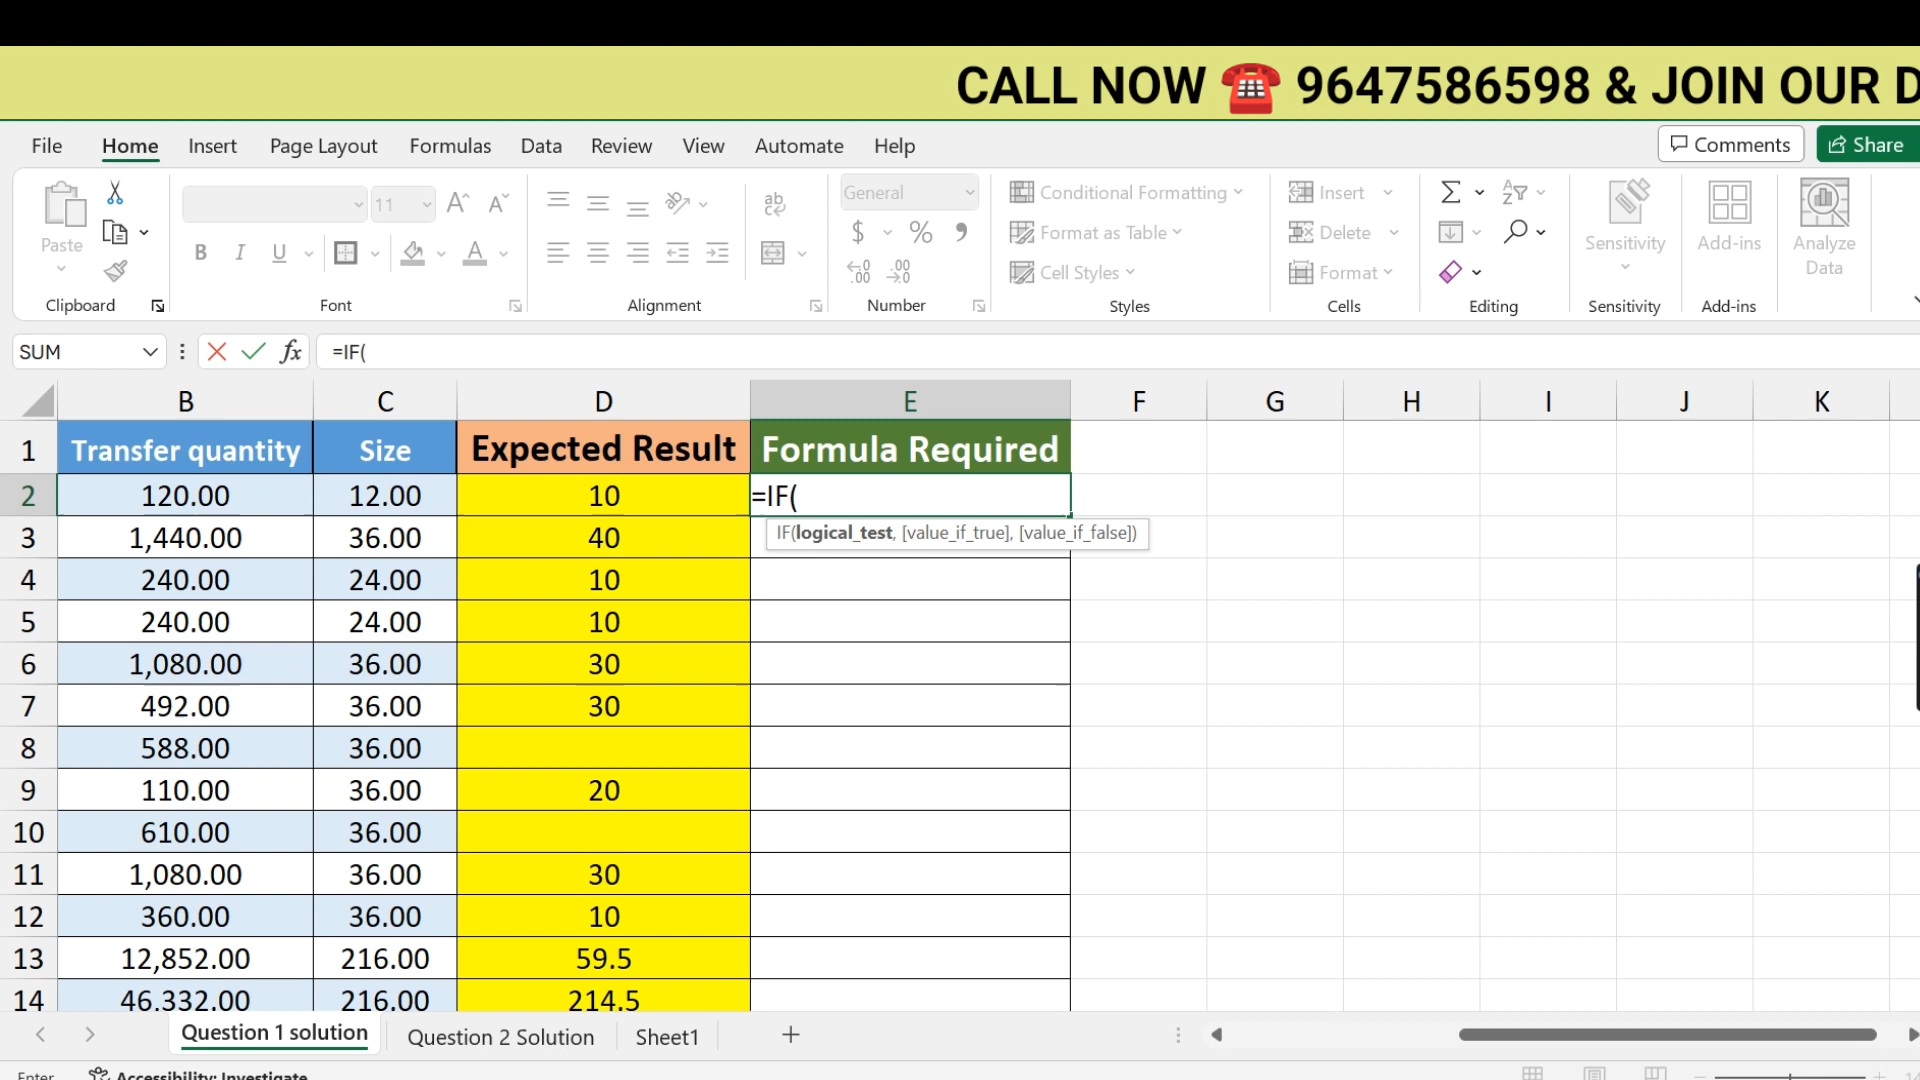 CALL NOW ☎ 9647586598 & JOIN OUR D
File Home Insert Page Layout Formulas Data Review View Automate Help Comments Share
Paste
Clipboard
11
B I U
Font
ab
Alignment
General
$ % 9
Number
Conditional Formatting
Format as Table
Cell Styles
Styles
Insert
Delete
Format
Cells
Editing
Sensitivity
Sensitivity
Add-ins
Add-ins
Analyze
Data
SUM fx =IF(
B C D E F G H I J K
1 Transfer quantity Size Expected Result Formula Required
2 120.00 12.00 10 =IF(
IF(logical_test, [value_if_true], [value_if_false])
3 1,440.00 36.00 40
4 240.00 24.00 10
5 240.00 24.00 10
6 1,080.00 36.00 30
7 492.00 36.00 30
8 588.00 36.00
9 110.00 36.00 20
10 610.00 36.00
11 1,080.00 36.00 30
12 360.00 36.00 10
13 12,852.00 216.00 59.5
14 46,332.00 216.00 214.5
Question 1 solution Question 2 Solution Sheet1
Enter Accessibility: Investigate